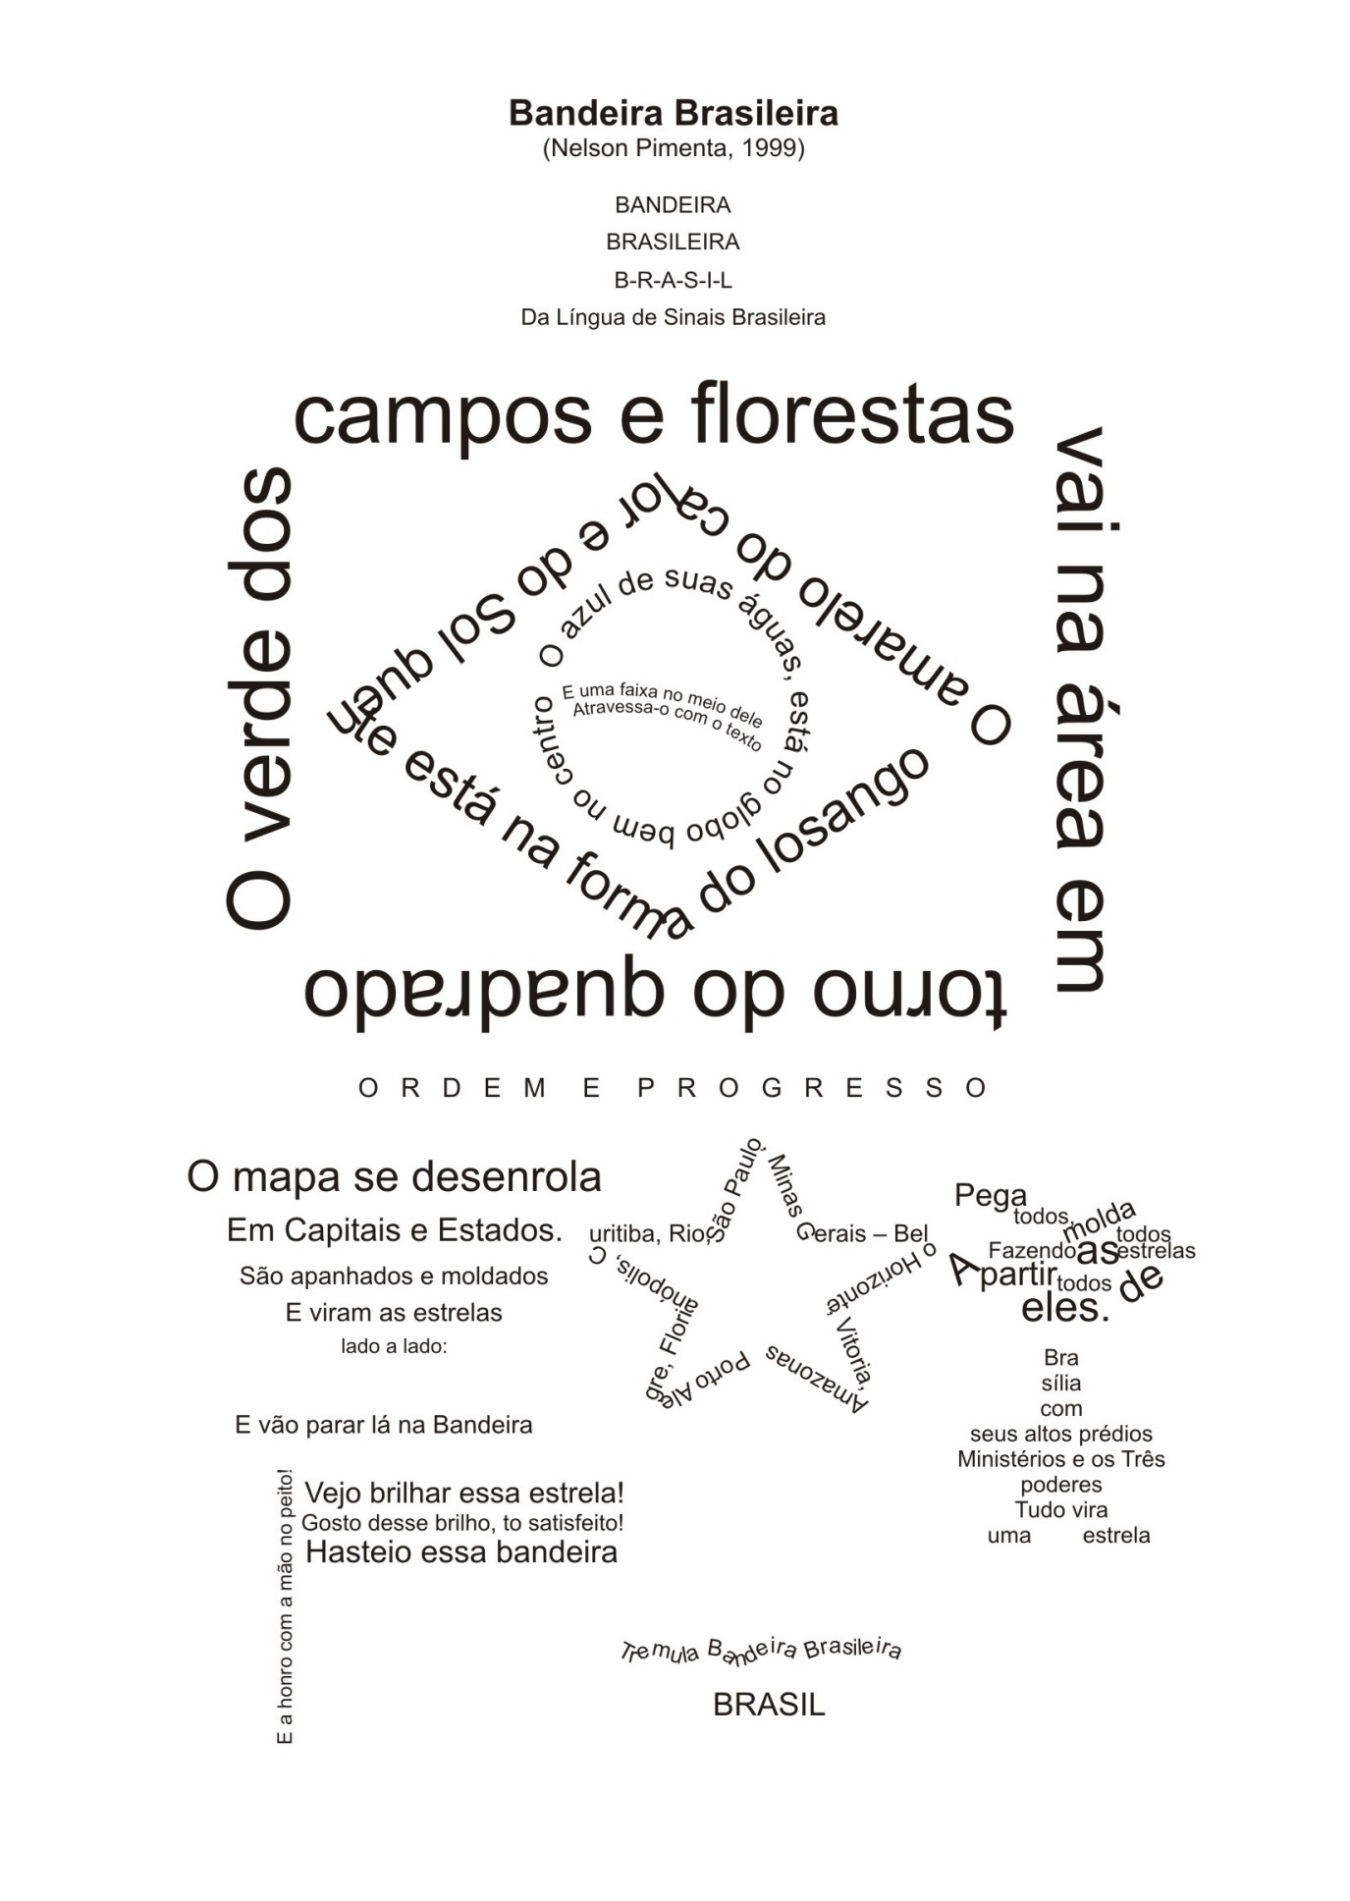 Bandeira Brasileira
(Nelson Pimenta, 1999)
BANDEIRA
BRASILEIRA
B-R-A-S-I-L
Da Língua de Sinais Brasileira
O verde dos
campos e florestas
vai na área em
torno do quadrado
O amarelo do calor e do Sol quente está na forma do losango
O azul de suas águas, está no globo bem no centro
E uma faixa no meio dele
Atravessa-o com o texto
O R D E M E P R O G R E S S O
O mapa se desenrola
Em Capitais e Estados.
São apanhados e moldados
E viram as estrelas
lado a lado:
Porto Alegre, Florianópolis, Curitiba, Rio, São Paulo, Minas Gerais – Belo Horizonte, Vitoria, Amazonas
Pega
todos, molda
todos
Fazendo as estrelas
A partir de
todos
eles.
Bra
sília
com
seus altos prédios
Ministérios e os Três
poderes
Tudo vira
uma estrela
E vão parar lá na Bandeira
Vejo brilhar essa estrela!
Gosto desse brilho, to satisfeito!
Hasteio essa bandeira
E a honro com a mão no peito!
Tremula Bandeira Brasileira
BRASIL